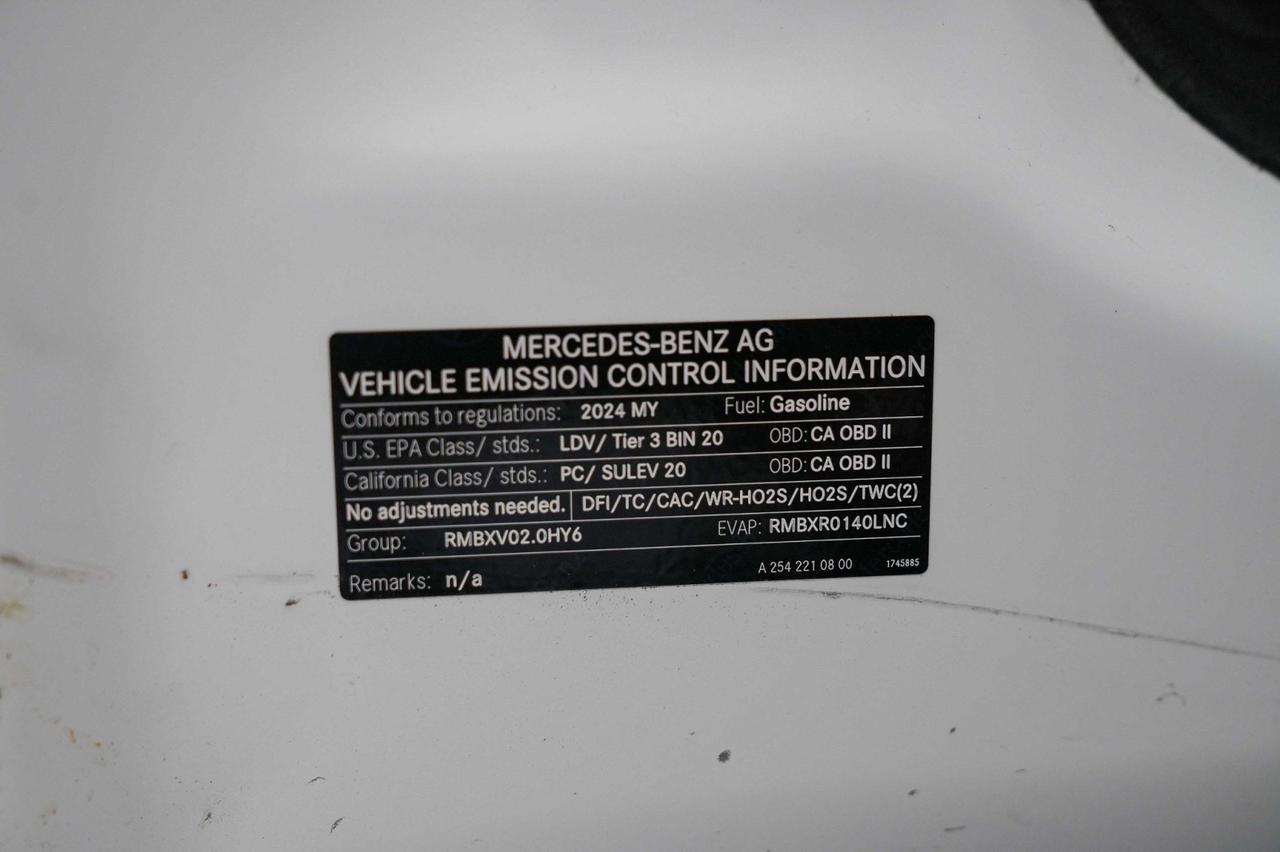 MERCEDES-BENZ AG
VEHICLE EMISSION CONTROL INFORMATION
Conforms to regulations: 2024 MY Fuel: Gasoline
U.S. EPA Class/ stds.: LDV/ Tier 3 BIN 20 OBD: CA OBD II
California Class/ stds.: PC/ SULEV 20 OBD: CA OBD II
No adjustments needed. DFI/TC/CAC/WR-HO2S/HO2S/TWC(2)
Group: RMBXV02.0HY6 EVAP: RMBXR0140LNC
Remarks: n/a A 254 221 08 00 1745885